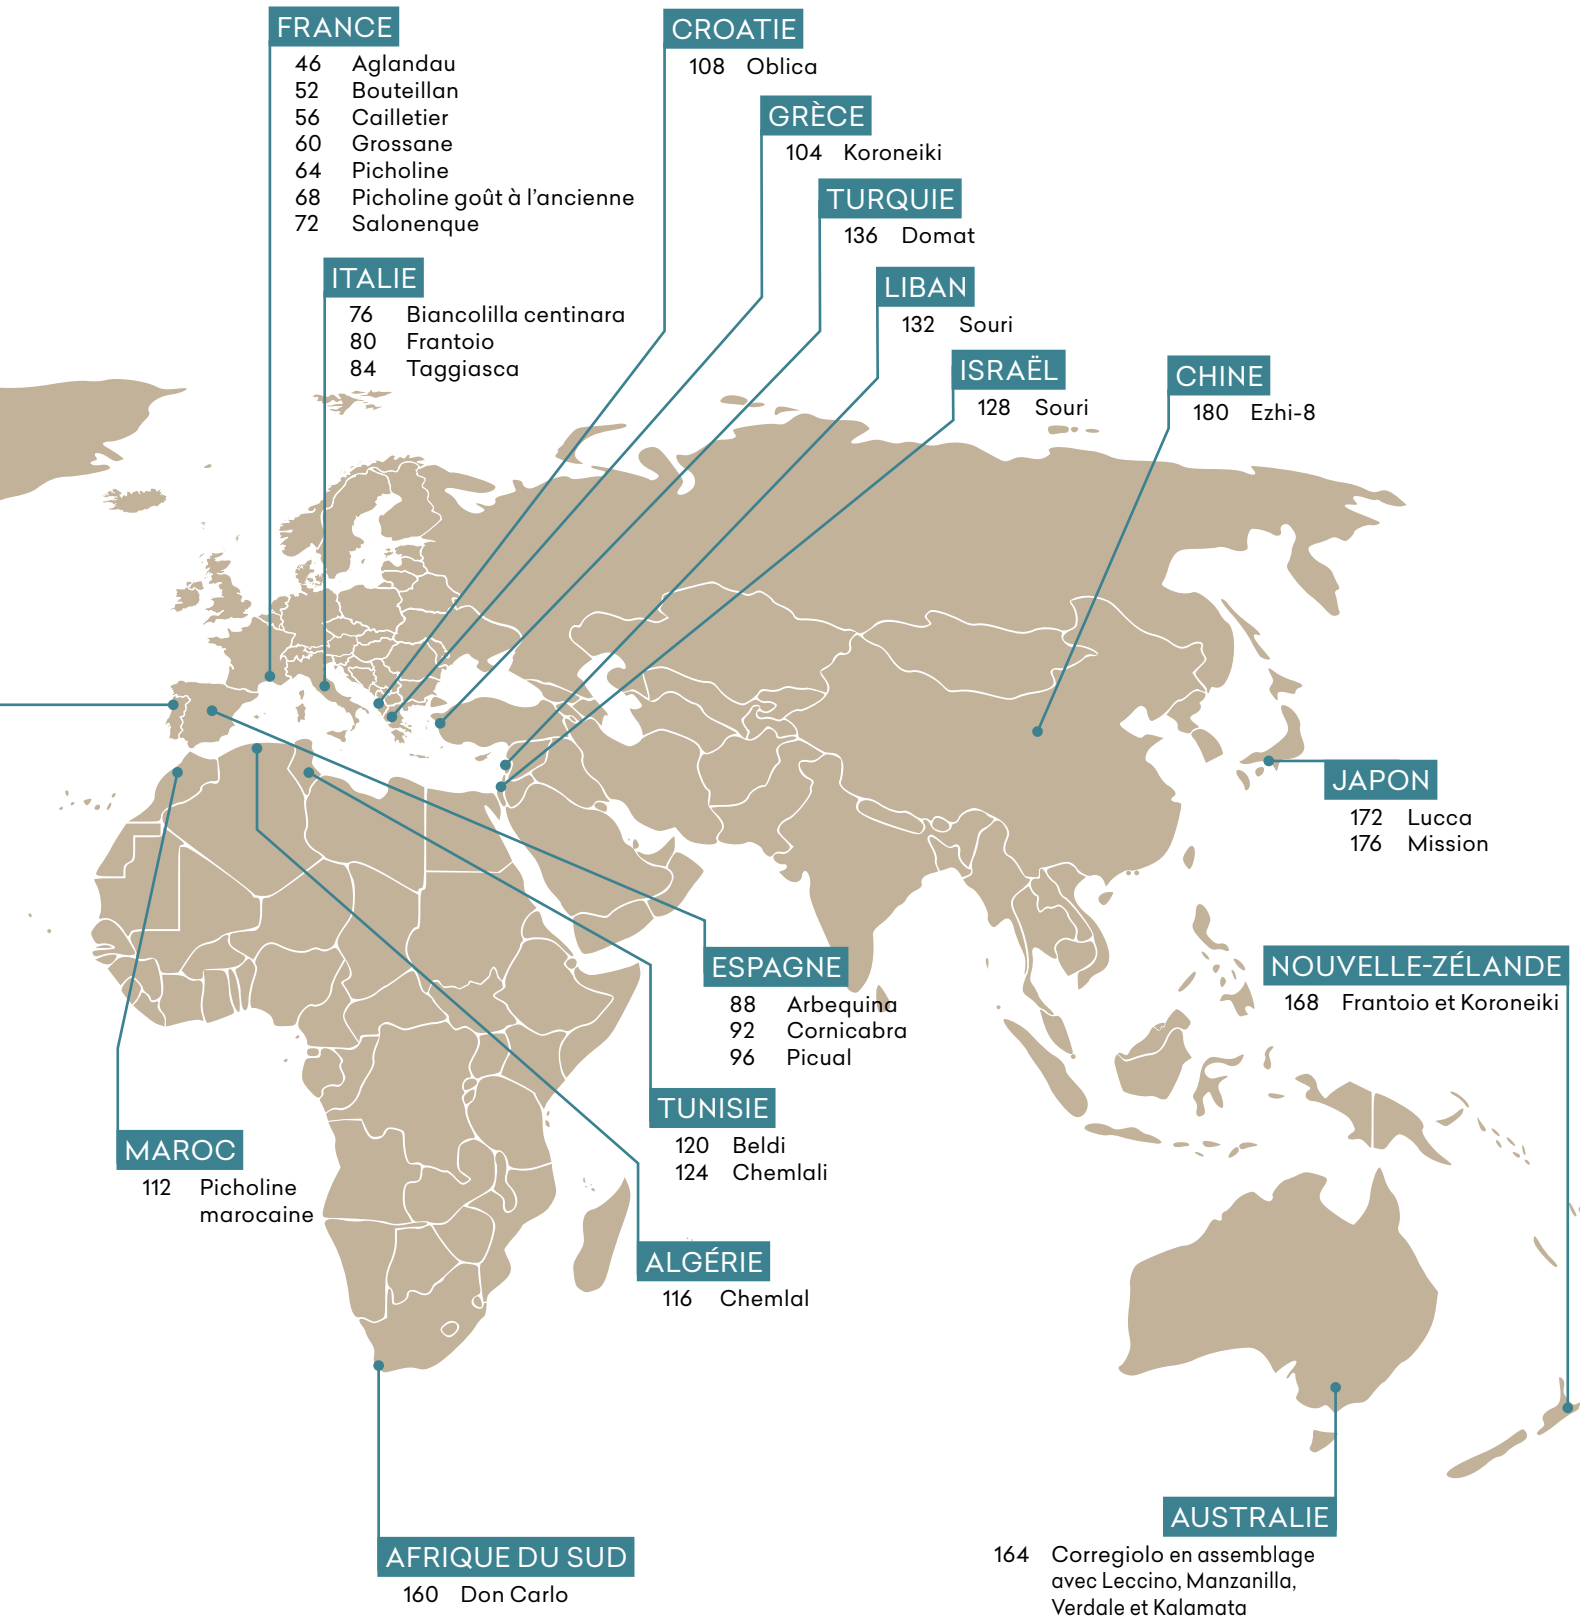 FRANCE
46 Aglandau
52 Bouteillan
56 Cailletier
60 Grossane
64 Picholine
68 Picholine goût à l’ancienne
72 Salonenque
CROATIE
108 Oblica
GRÈCE
104 Koroneiki
TURQUIE
136 Domat
ITALIE
76 Biancolilla centinara
80 Frantoio
84 Taggiasca
LIBAN
132 Souri
ISRAËL
128 Souri
CHINE
180 Ezhi-8
JAPON
172 Lucca
176 Mission
ESPAGNE
88 Arbequina
92 Cornicabra
96 Picual
NOUVELLE-ZÉLANDE
168 Frantoio et Koroneiki
TUNISIE
120 Beldi
124 Chemlali
MAROC
112 Picholine
marocaine
ALGÉRIE
116 Chemlal
AUSTRALIE
164 Corregiolo en assemblage
avec Leccino, Manzanilla,
Verdale et Kalamata
AFRIQUE DU SUD
160 Don Carlo